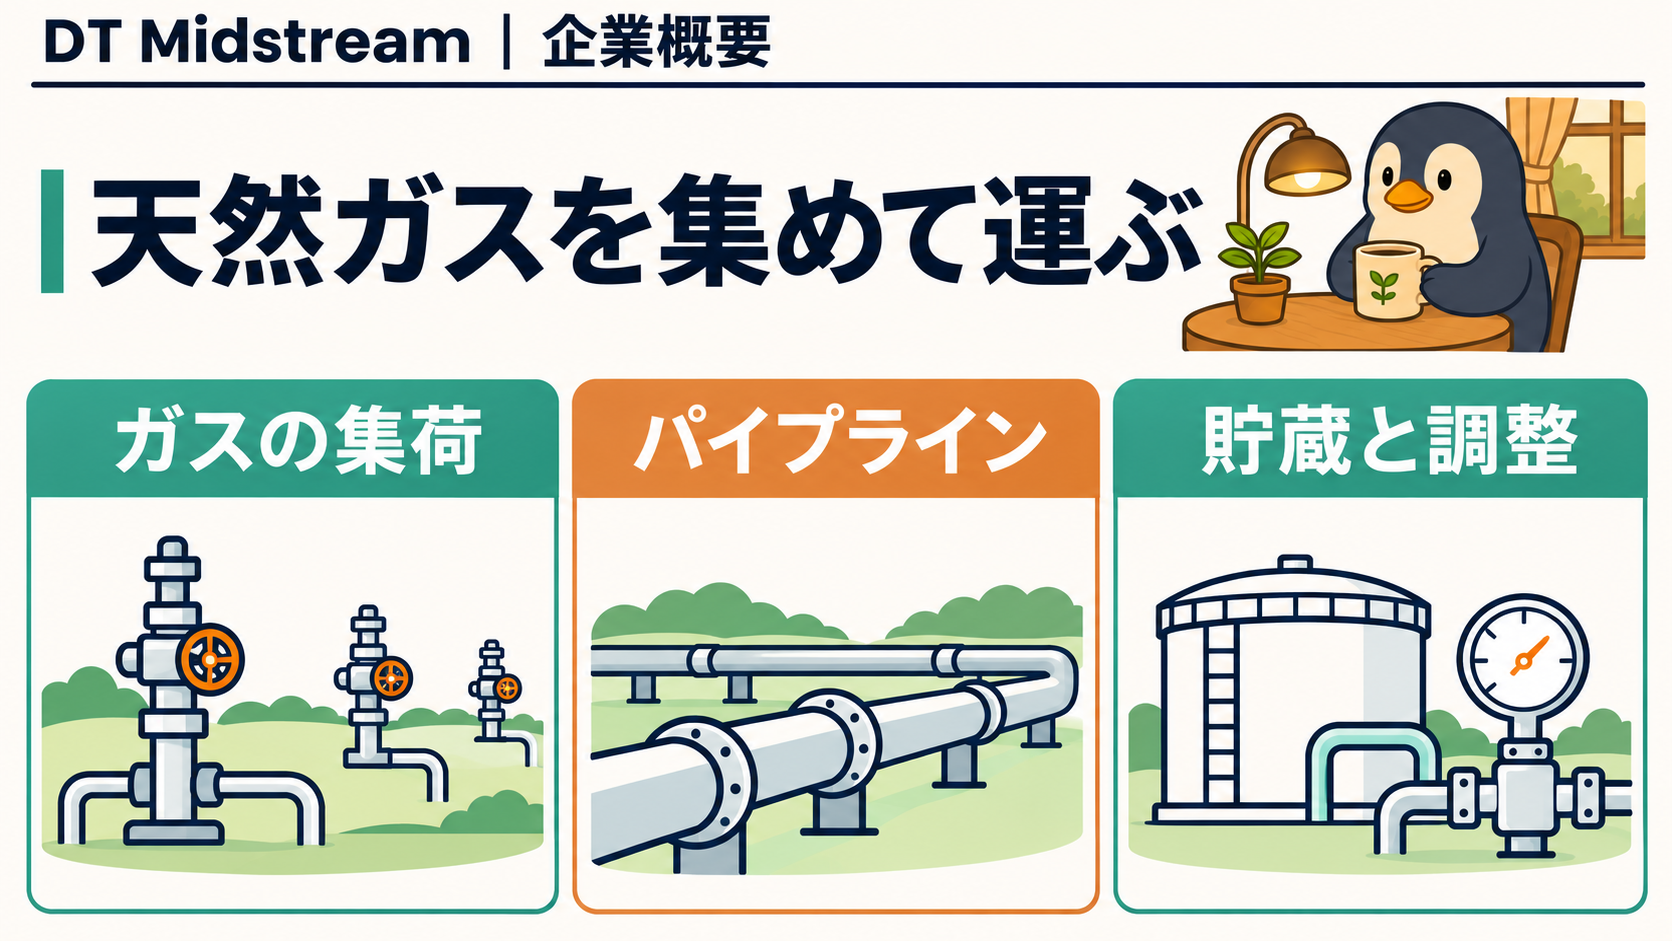 DT Midstream | 企業概要
天然ガスを集めて運ぶ
ガスの集荷
パイプライン
貯蔵と調整